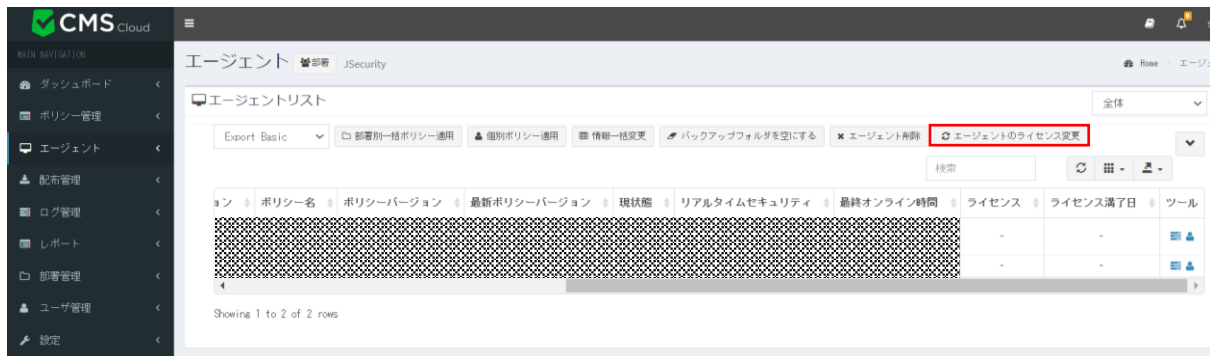 CMS Cloud
MAIN NAVIGATION
ダッシュボード
ポリシー管理
エージェント
配布管理
ログ管理
レポート
部署管理
ユーザ管理
設定
エージェント 部署 JSecurity
Home
エージェントリスト
全体
Export Basic 部署別一括ポリシー適用 個別ポリシー適用 情報一括変更 バックアップフォルダを空にする エージェント削除 エージェントのライセンス変更
検索
ョン ポリシー名 ポリシーバージョン 最新ポリシーバージョン 現状態 リアルタイムセキュリティ 最終オンライン時間 ライセンス ライセンス満了日 ツール
- -
- -
Showing 1 to 2 of 2 rows